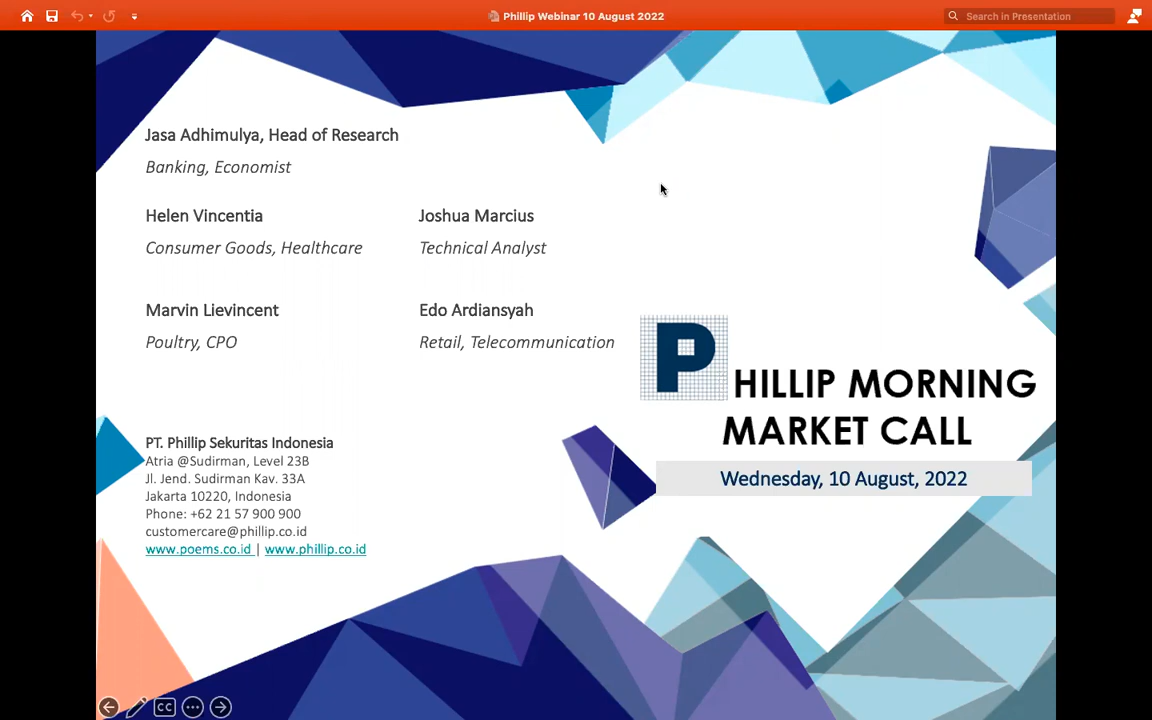 Phillip Webinar 10 August 2022
Search in Presentation
Jasa Adhimulya, Head of Research
Banking, Economist
Helen Vincentia
Consumer Goods, Healthcare
Joshua Marcius
Technical Analyst
Marvin Lievincent
Poultry, CPO
Edo Ardiansyah
Retail, Telecommunication
PHILLIP MORNING
MARKET CALL
Wednesday, 10 August, 2022
PT. Phillip Sekuritas Indonesia
Atria @Sudirman, Level 23B
Jl. Jend. Sudirman Kav. 33A
Jakarta 10220, Indonesia
Phone: +62 21 57 900 900
customercare@phillip.co.id
www.poems.co.id | www.phillip.co.id
CC